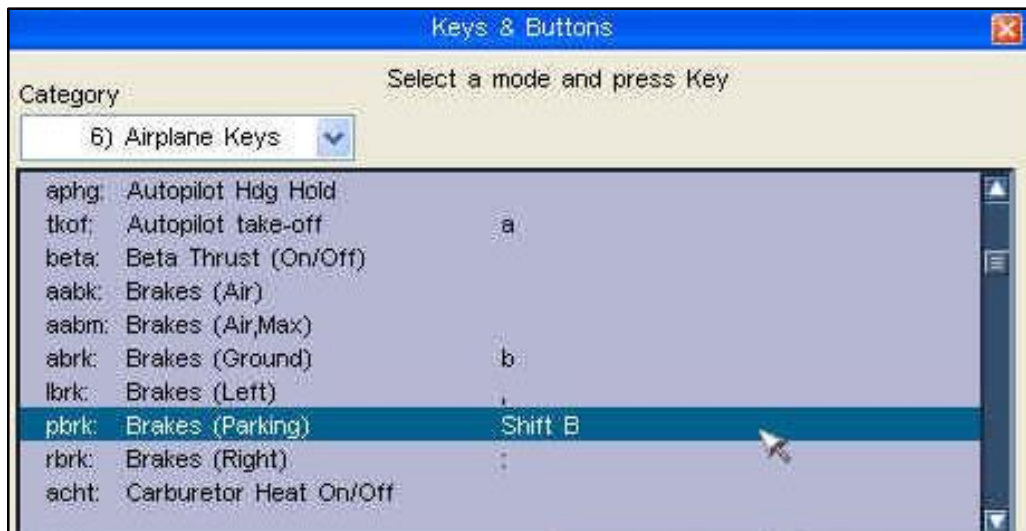 Keys & Buttons
Select a mode and press Key
Category
6) Airplane Keys
aphg: Autopilot Hdg Hold
tkof: Autopilot take-off a
beta: Beta Thrust (On/Off)
aabk: Brakes (Air)
aabm: Brakes (Air,Max)
abrk: Brakes (Ground) b
lbrk: Brakes (Left) ,
pbrk: Brakes (Parking) Shift B
rbrk: Brakes (Right) :
acht: Carburetor Heat On/Off